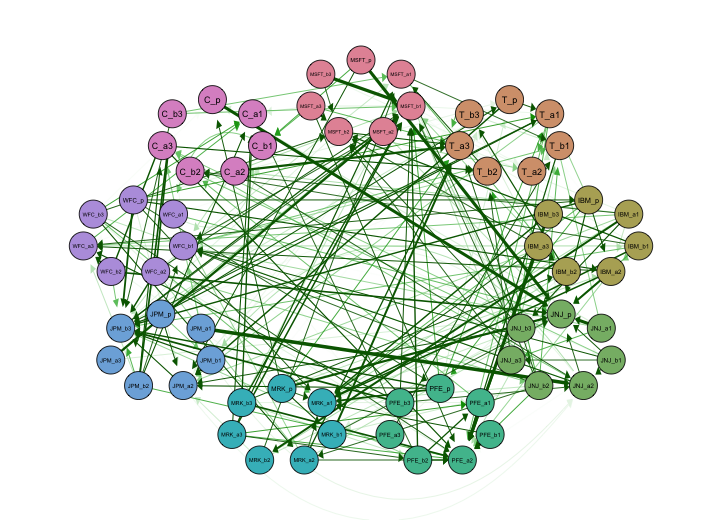 MSFT_p
MSFT_b3
MSFT_a1
MSFT_a3
MSFT_b1
MSFT_b2
MSFT_a2
C_p
C_b3
C_a1
C_a3
C_b1
C_b2
C_a2
T_p
T_b3
T_a1
T_a3
T_b1
T_b2
T_a2
WFC_p
WFC_b3
WFC_a1
WFC_a3
WFC_b1
WFC_b2
WFC_a2
IBM_p
IBM_b3
IBM_a1
IBM_a3
IBM_b1
IBM_b2
IBM_a2
JPM_p
JPM_b3
JPM_a1
JPM_a3
JPM_b1
JPM_b2
JPM_a2
JNJ_p
JNJ_b3
JNJ_a1
JNJ_a3
JNJ_b1
JNJ_b2
JNJ_a2
MRK_p
MRK_b3
MRK_a1
MRK_a3
MRK_b1
MRK_b2
MRK_a2
PFE_p
PFE_b3
PFE_a1
PFE_a3
PFE_b1
PFE_b2
PFE_a2